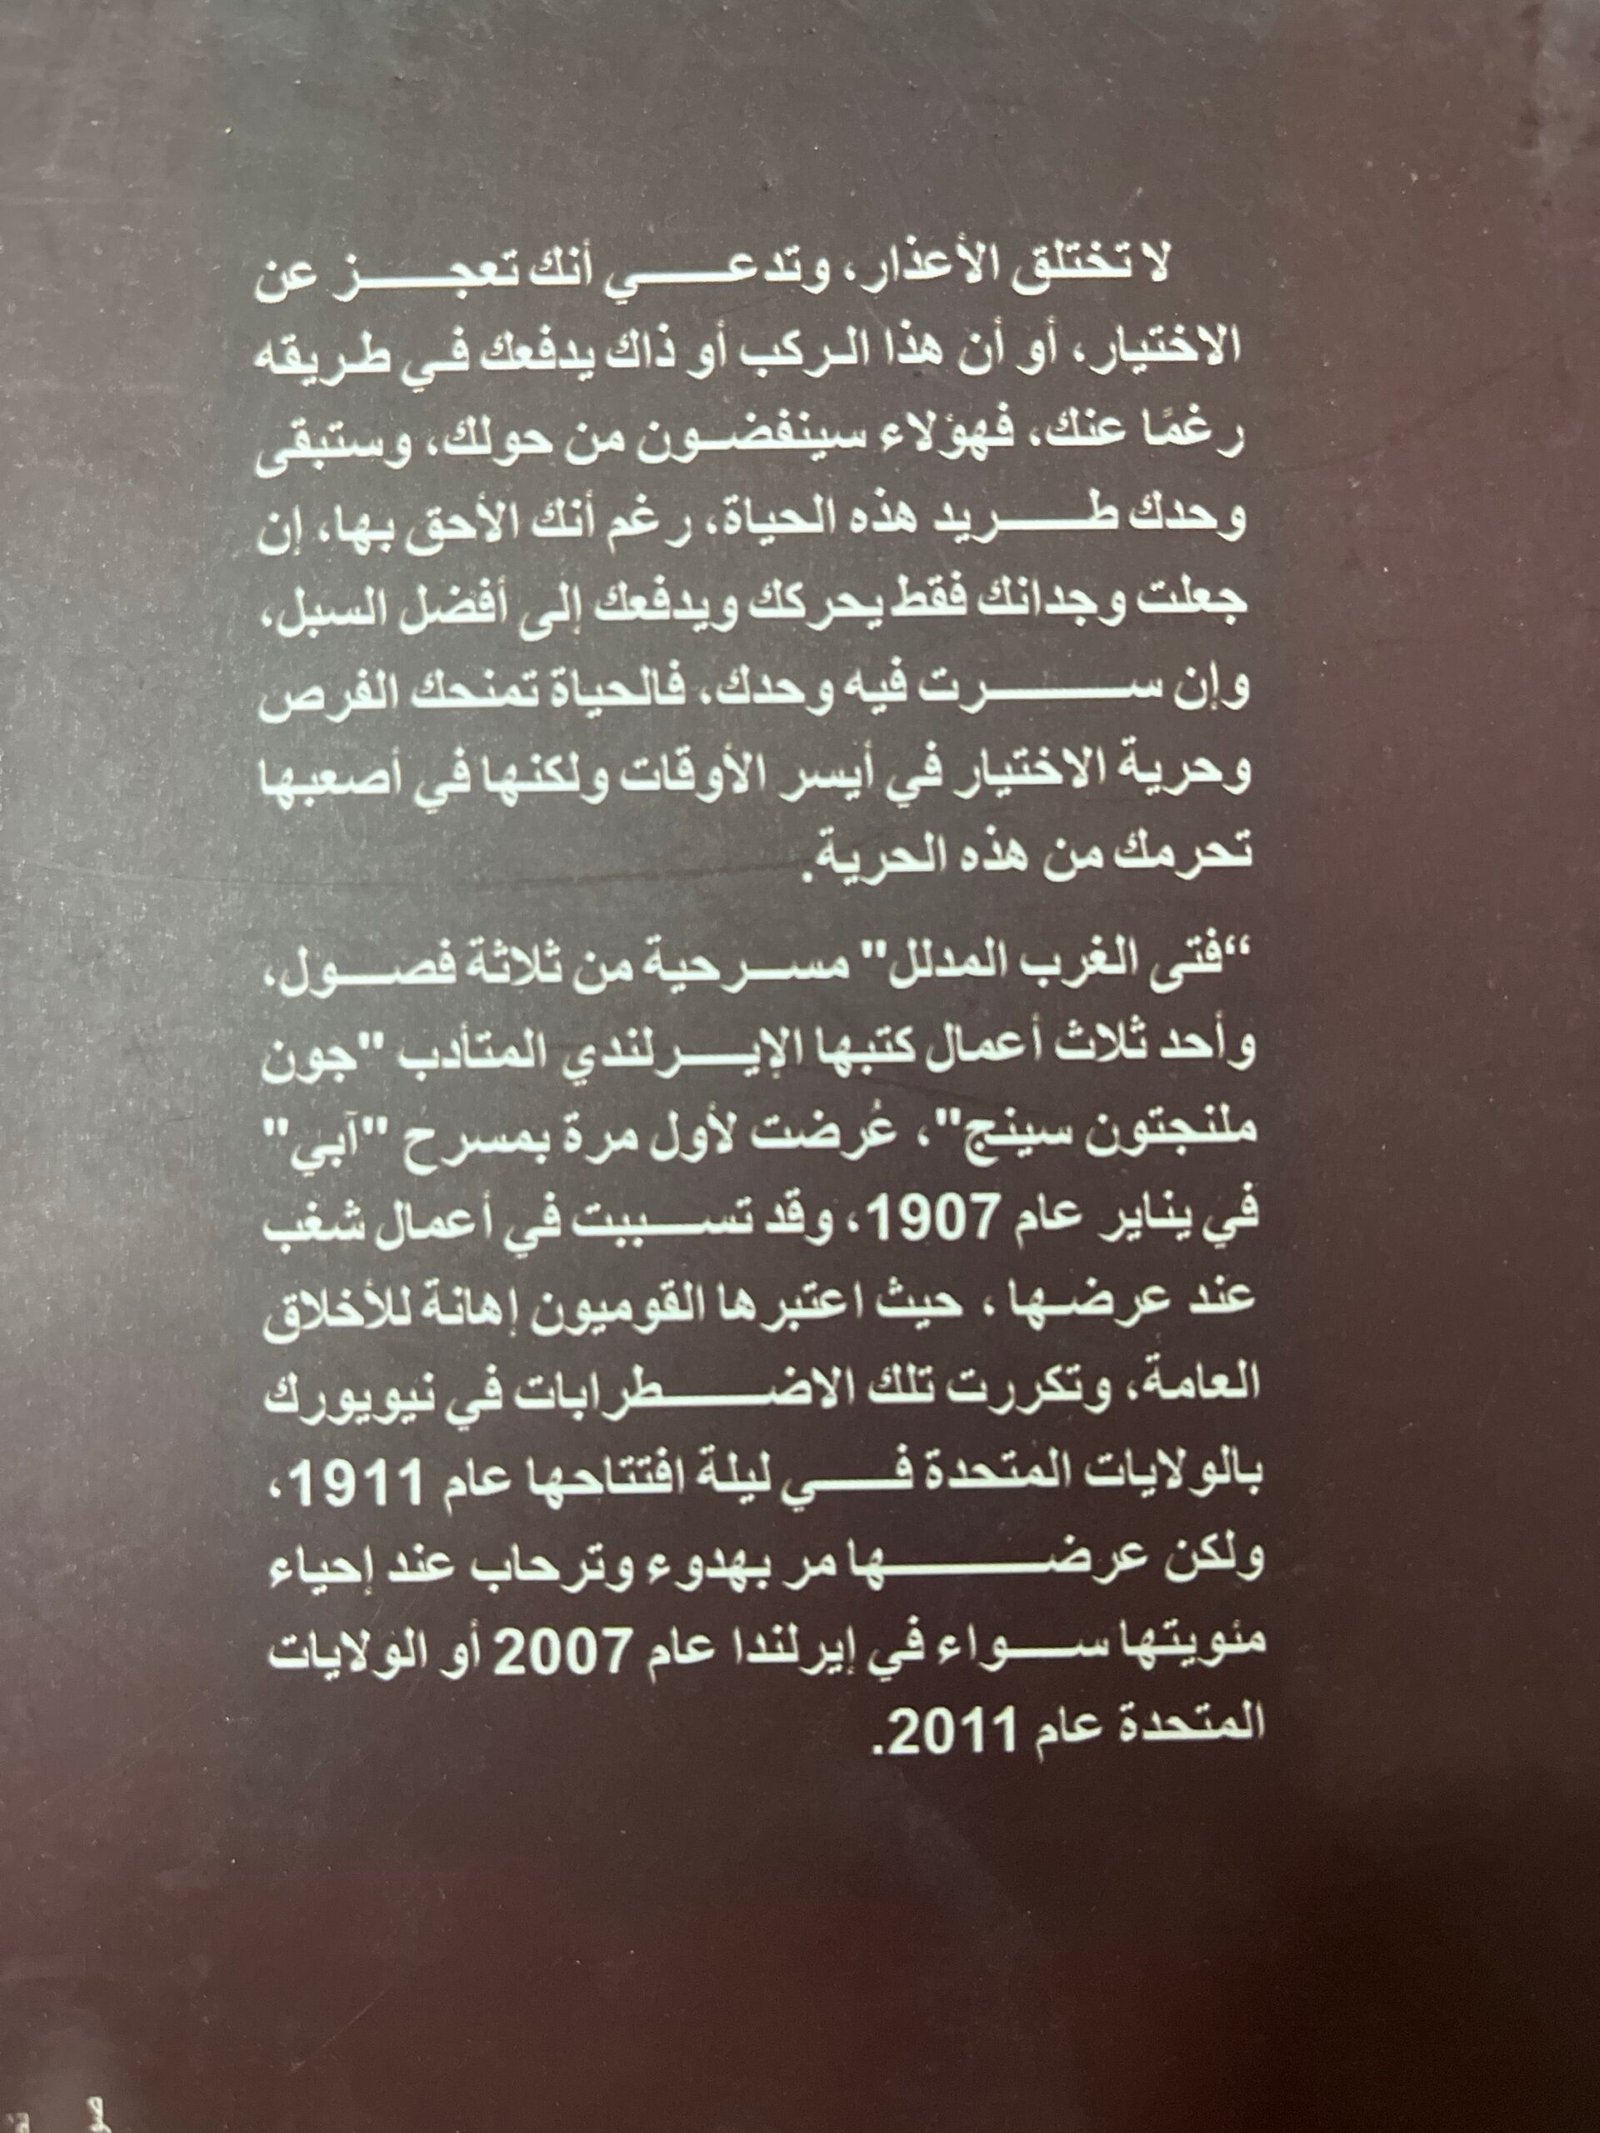 لا تختلق الأعذار، وتدعي أنك تعجز عن
الاختيار، أو أن هذا الركب أو ذاك يدفعك في طريقه
رغمًا عنك، فهؤلاء سينفضون من حولك، وستبقى
وحدك طريد هذه الحياة، رغم أنك الأحق بها، إن
جعلت وجدانك فقط يحركك ويدفعك إلى أفضل السبل،
وإن سرت فيه وحدك، فالحياة تمنحك الفرص
وحرية الاختيار في أيسر الأوقات ولكنها في أصعبها
تحرمك من هذه الحرية.
“فتى الغرب المدلل" مسرحية من ثلاثة فصول،
وأحد ثلاث أعمال كتبها الإيرلندي المتأدب "جون
ملنجتون سينج"، عُرضت لأول مرة بمسرح "آبي"
في يناير عام 1907، وقد تسببت في أعمال شغب
عند عرضها، حيث اعتبرها القوميون إهانة للأخلاق
العامة، وتكررت تلك الاضطرابات في نيويورك
بالولايات المتحدة في ليلة افتتاحها عام 1911،
ولكن عرضها مر بهدوء وترحاب عند إحياء
مئويتها سواء في إيرلندا عام 2007 أو الولايات
المتحدة عام 2011.